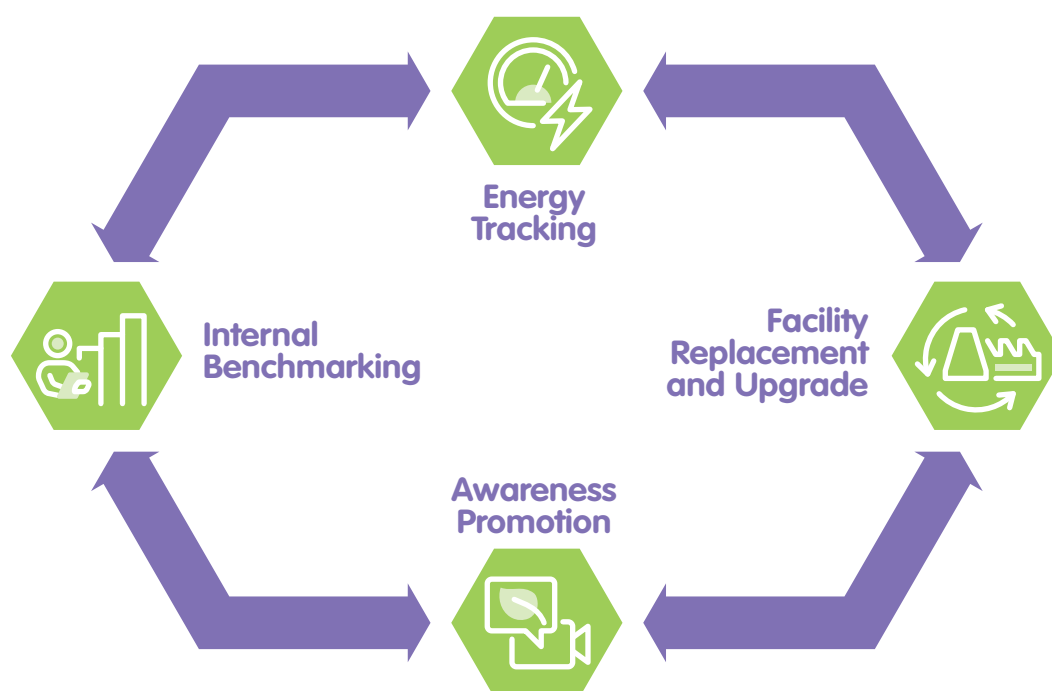 Energy
Tracking
Internal
Benchmarking
Facility
Replacement
and Upgrade
Awareness
Promotion